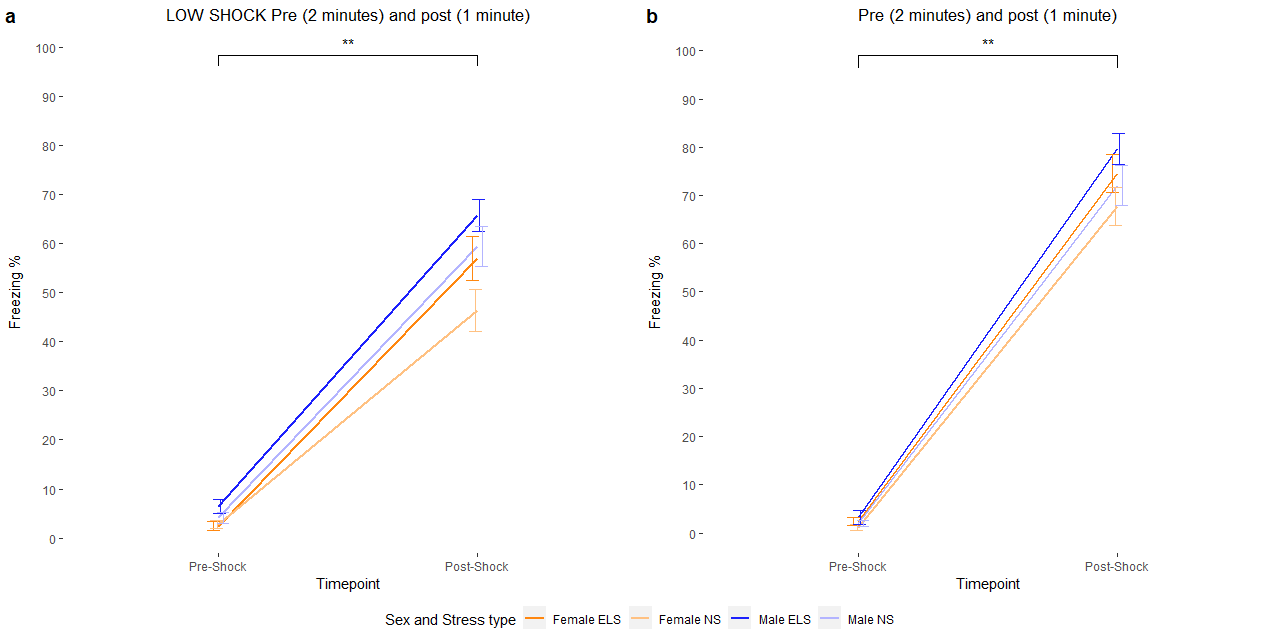 a
LOW SHOCK Pre (2 minutes) and post (1 minute)
**
100
90
80
70
60
50
40
30
20
10
0
Freezing %
Pre-Shock
Post-Shock
Timepoint
b
Pre (2 minutes) and post (1 minute)
**
100
90
80
70
60
50
40
30
20
10
0
Freezing %
Pre-Shock
Post-Shock
Timepoint
Sex and Stress type Female ELS Female NS Male ELS Male NS